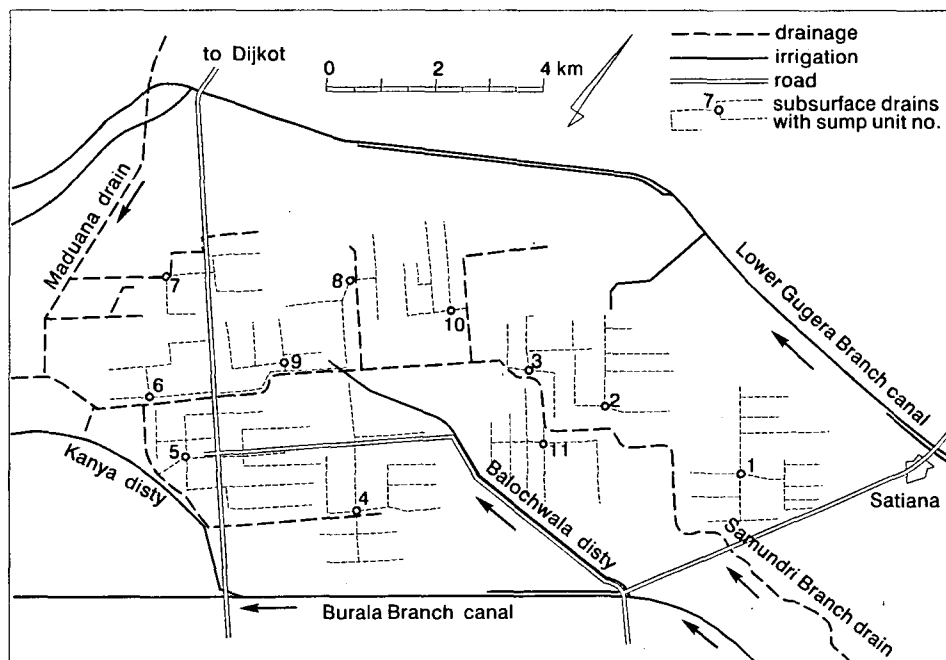 to Dijkot
0 2 4 km
drainage
irrigation
road
7 subsurface drains
with sump unit no.
Maduana drain
Lower Gugera Branch canal
7
8
10
9
3
6
2
11
5
1
4
Kanya disty
Balochwala disty
Satiana
Samundri Branch drain
Burala Branch canal